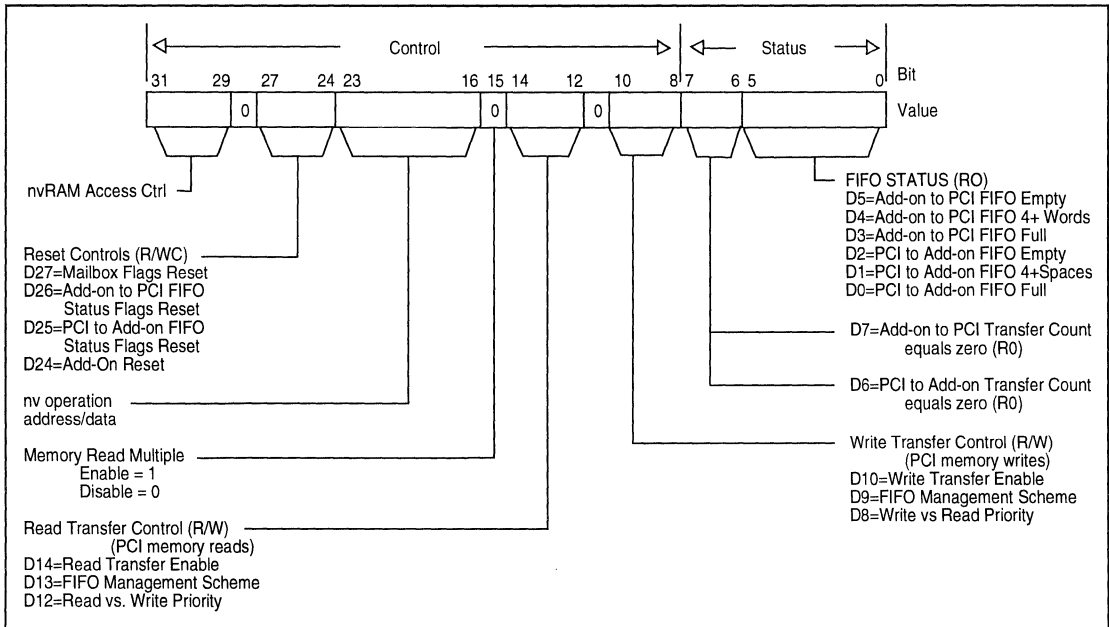 Control Status
31 29 27 24 23 16 15 14 12 10 8 7 6 5 0 Bit
0 0 0 Value
nvRAM Access Ctrl
Reset Controls (R/WC)
D27=Mailbox Flags Reset
D26=Add-on to PCI FIFO
Status Flags Reset
D25=PCI to Add-on FIFO
Status Flags Reset
D24=Add-On Reset
nv operation
address/data
Memory Read Multiple
Enable = 1
Disable = 0
Read Transfer Control (R/W)
(PCI memory reads)
D14=Read Transfer Enable
D13=FIFO Management Scheme
D12=Read vs. Write Priority
FIFO STATUS (RO)
D5=Add-on to PCI FIFO Empty
D4=Add-on to PCI FIFO 4+ Words
D3=Add-on to PCI FIFO Full
D2=PCI to Add-on FIFO Empty
D1=PCI to Add-on FIFO 4+Spaces
D0=PCI to Add-on FIFO Full
D7=Add-on to PCI Transfer Count
equals zero (R0)
D6=PCI to Add-on Transfer Count
equals zero (R0)
Write Transfer Control (R/W)
(PCI memory writes)
D10=Write Transfer Enable
D9=FIFO Management Scheme
D8=Write vs Read Priority